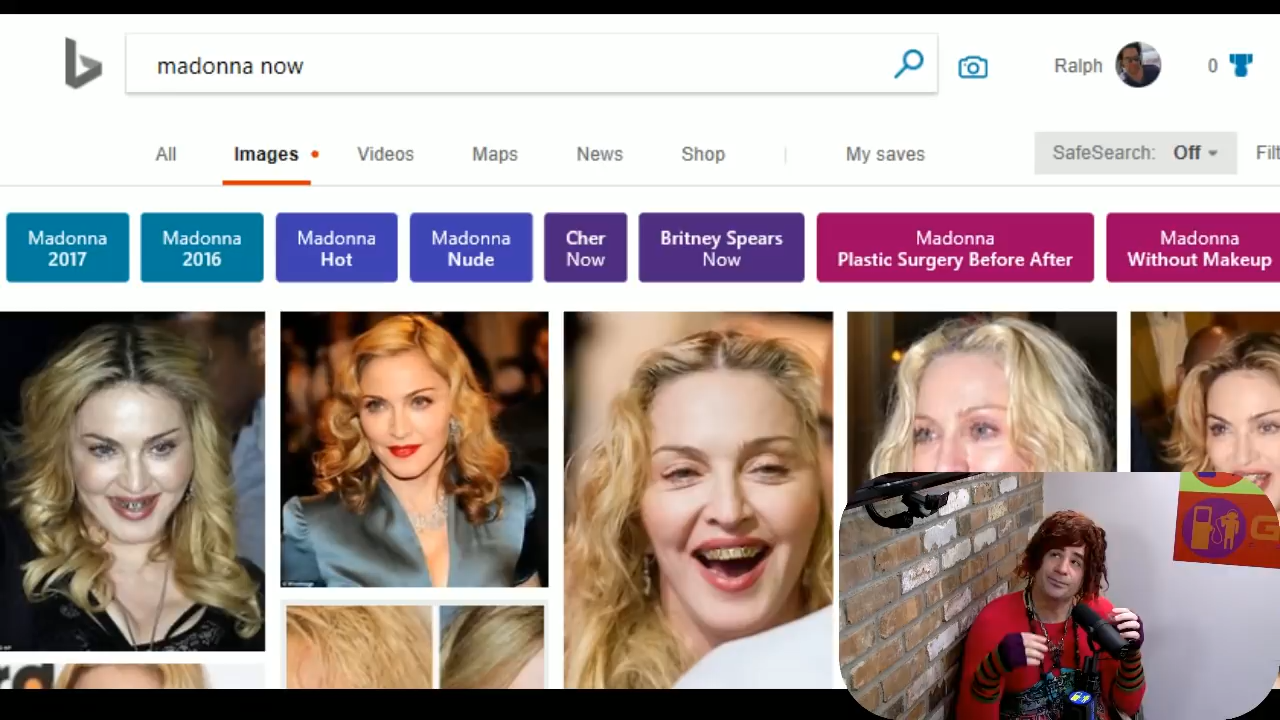 madonna now
Ralph
0
All
Images
Videos
Maps
News
Shop
My saves
SafeSearch: Off
Filt
Madonna
2017
Madonna
2016
Madonna
Hot
Madonna
Nude
Cher
Now
Britney Spears
Now
Madonna
Plastic Surgery Before After
Madonna
Without Makeup
G